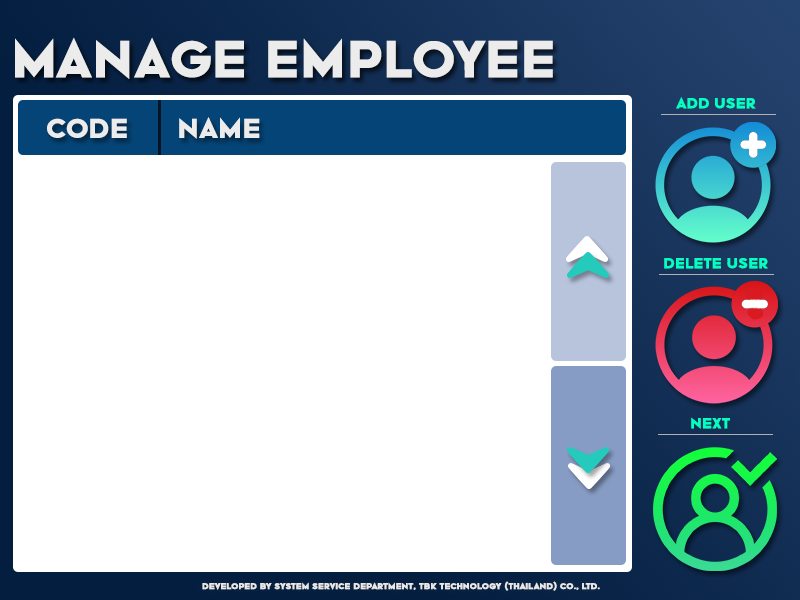 MANAGE EMPLOYEE
CODE NAME
ADD USER
DELETE USER
NEXT
DEVELOPED BY SYSTEM SERVICE DEPARTMENT, TBK TECHNOLOGY (THAILAND) CO., LTD.